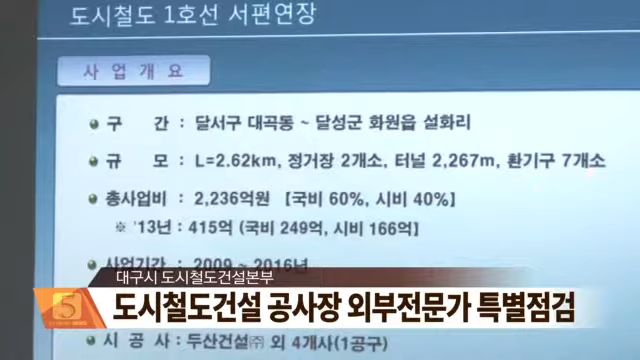 도시철도 1호선 서편연장
사 업 개 요
구 간 : 달서구 대곡동 ~ 달성군 화원읍 설화리
규 모 : L=2.62km, 정거장 2개소, 터널 2,267m, 환기구 7개소
총사업비 : 2,236억원 【국비 60%, 시비 40%】
※ '13년 : 415억 (국비 249억, 시비 166억)
사업기간 : 2009 ~ 2016년
대구시 도시철도건설본부
5
도시철도건설 공사장 외부전문가 특별점검
시 공 사 : 두산건설㈜ 외 4개사(1공구)